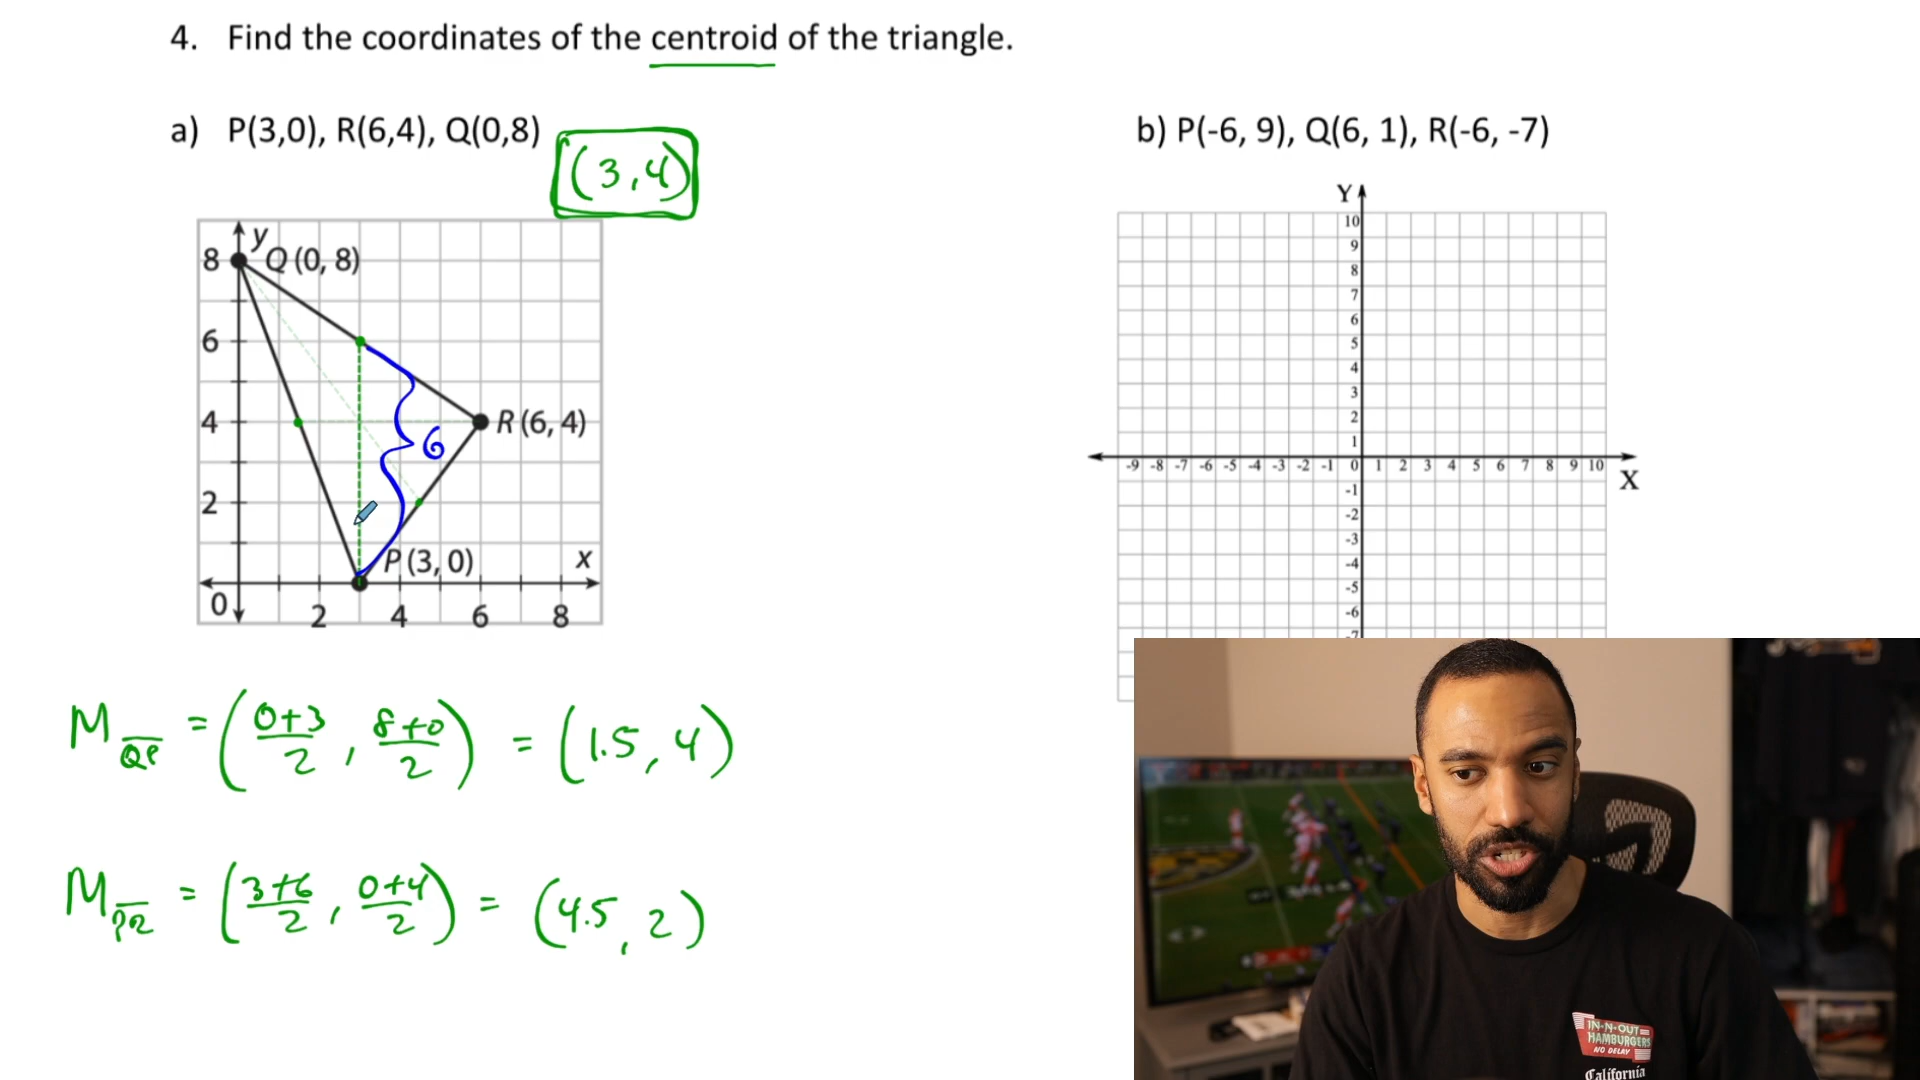 4. Find the coordinates of the centroid of the triangle.
a) P(3,0), R(6,4), Q(0,8)
(3,4)
b) P(-6, 9), Q(6, 1), R(-6, -7)
y
8
Q (0, 8)
6
4
R (6, 4)
6
2
P (3, 0)
x
0
2 4 6 8
Y
10
9
8
7
6
5
4
3
2
1
-9 -8 -7 -6 -5 -4 -3 -2 -1 0 1 2 3 4 5 6 7 8 9 10
X
-1
-2
-3
-4
-5
-6
-7
M QP = (0+3/2, 8+0/2) = (1.5, 4)
M PR = (3+6/2, 0+4/2) = (4.5, 2)
IN-N-OUT
HAMBURGERS
NO DELAY
California